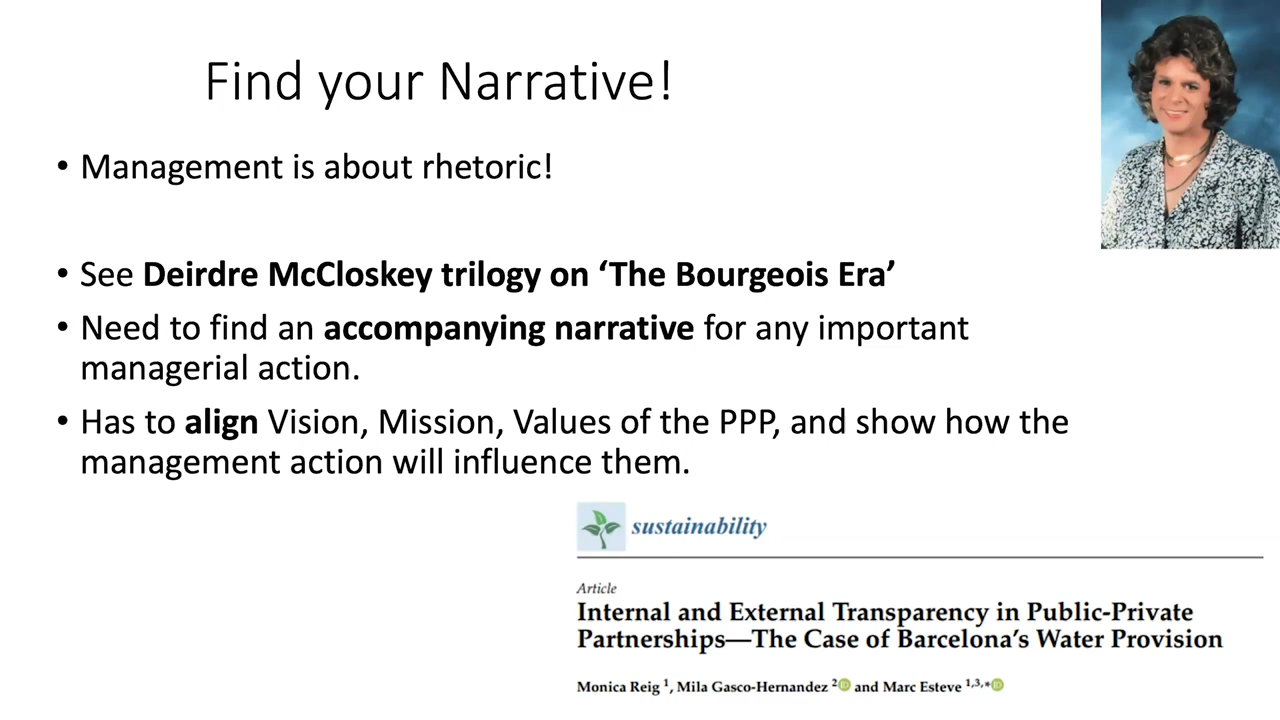 Find your Narrative!
• Management is about rhetoric!
• See Deirdre McCloskey trilogy on ‘The Bourgeois Era’
• Need to find an accompanying narrative for any important
managerial action.
• Has to align Vision, Mission, Values of the PPP, and show how the
management action will influence them.
sustainability
Article
Internal and External Transparency in Public-Private
Partnerships—The Case of Barcelona’s Water Provision
Monica Reig 1, Mila Gasco-Hernandez 2 iD and Marc Esteve 1,3,* iD